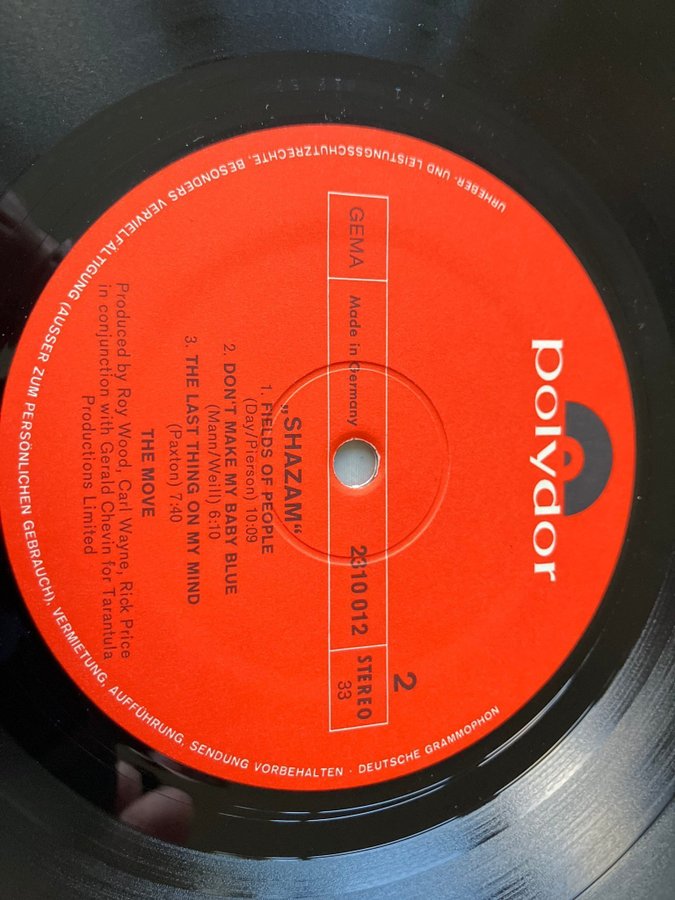 polydor
2
GEMA
Made in Germany
2310 012
STEREO
33
„SHAZAM“
1. FIELDS OF PEOPLE
(Day/Pierson) 10:09
2. DON'T MAKE MY BABY BLUE
(Mann/Weill) 6:10
3. THE LAST THING ON MY MIND
(Paxton) 7:40
THE MOVE
Produced by Roy Wood, Carl Wayne, Rick Price
in conjunction with Gerald Chevin for Tarantula
Productions Limited
URHEBER- UND LEISTUNGSSCHUTZRECHTE, BESONDERS VERVIELFÄLTIGUNG (AUSSER ZUM PERSÖNLICHEN GEBRAUCH), VERMIETUNG, AUFFÜHRUNG, SENDUNG VORBEHALTEN · DEUTSCHE GRAMMOPHON